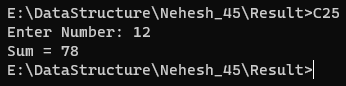 E:\DataStructure\Nehesh_45\Result>C25
Enter Number: 12
Sum = 78
E:\DataStructure\Nehesh_45\Result>